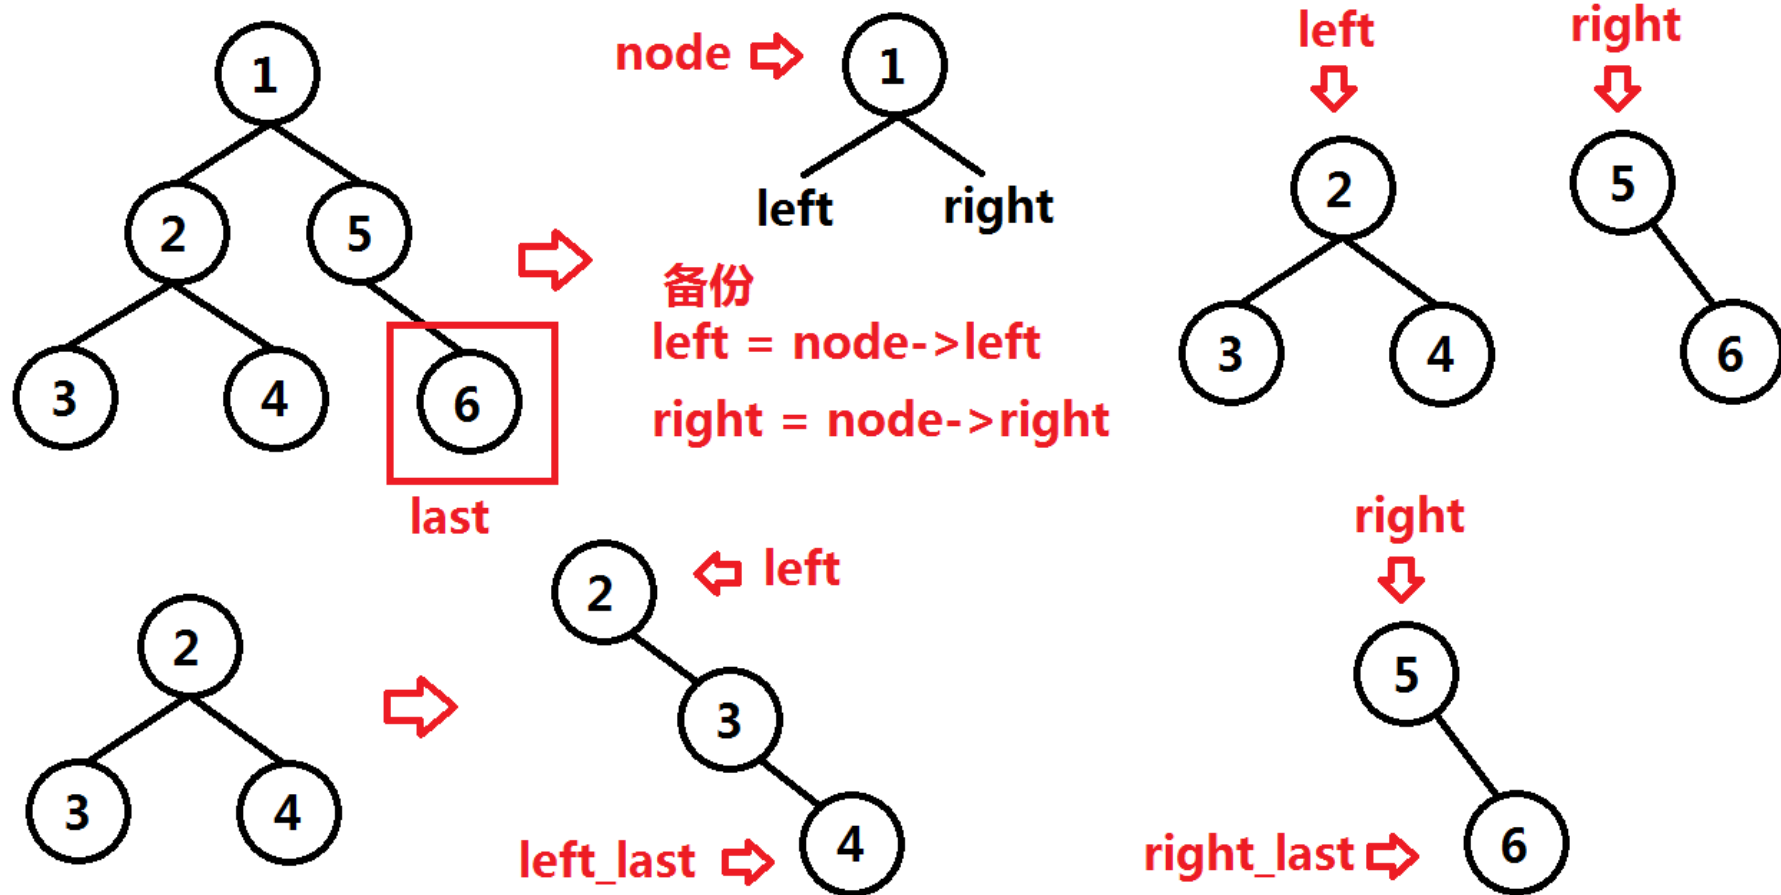 1
2
5
3
4
6
last
node
1
left
right
备份
left = node->left
right = node->right
left
right
2
5
3
4
6
2
3
4
left
2
3
4
left_last
right
5
6
right_last